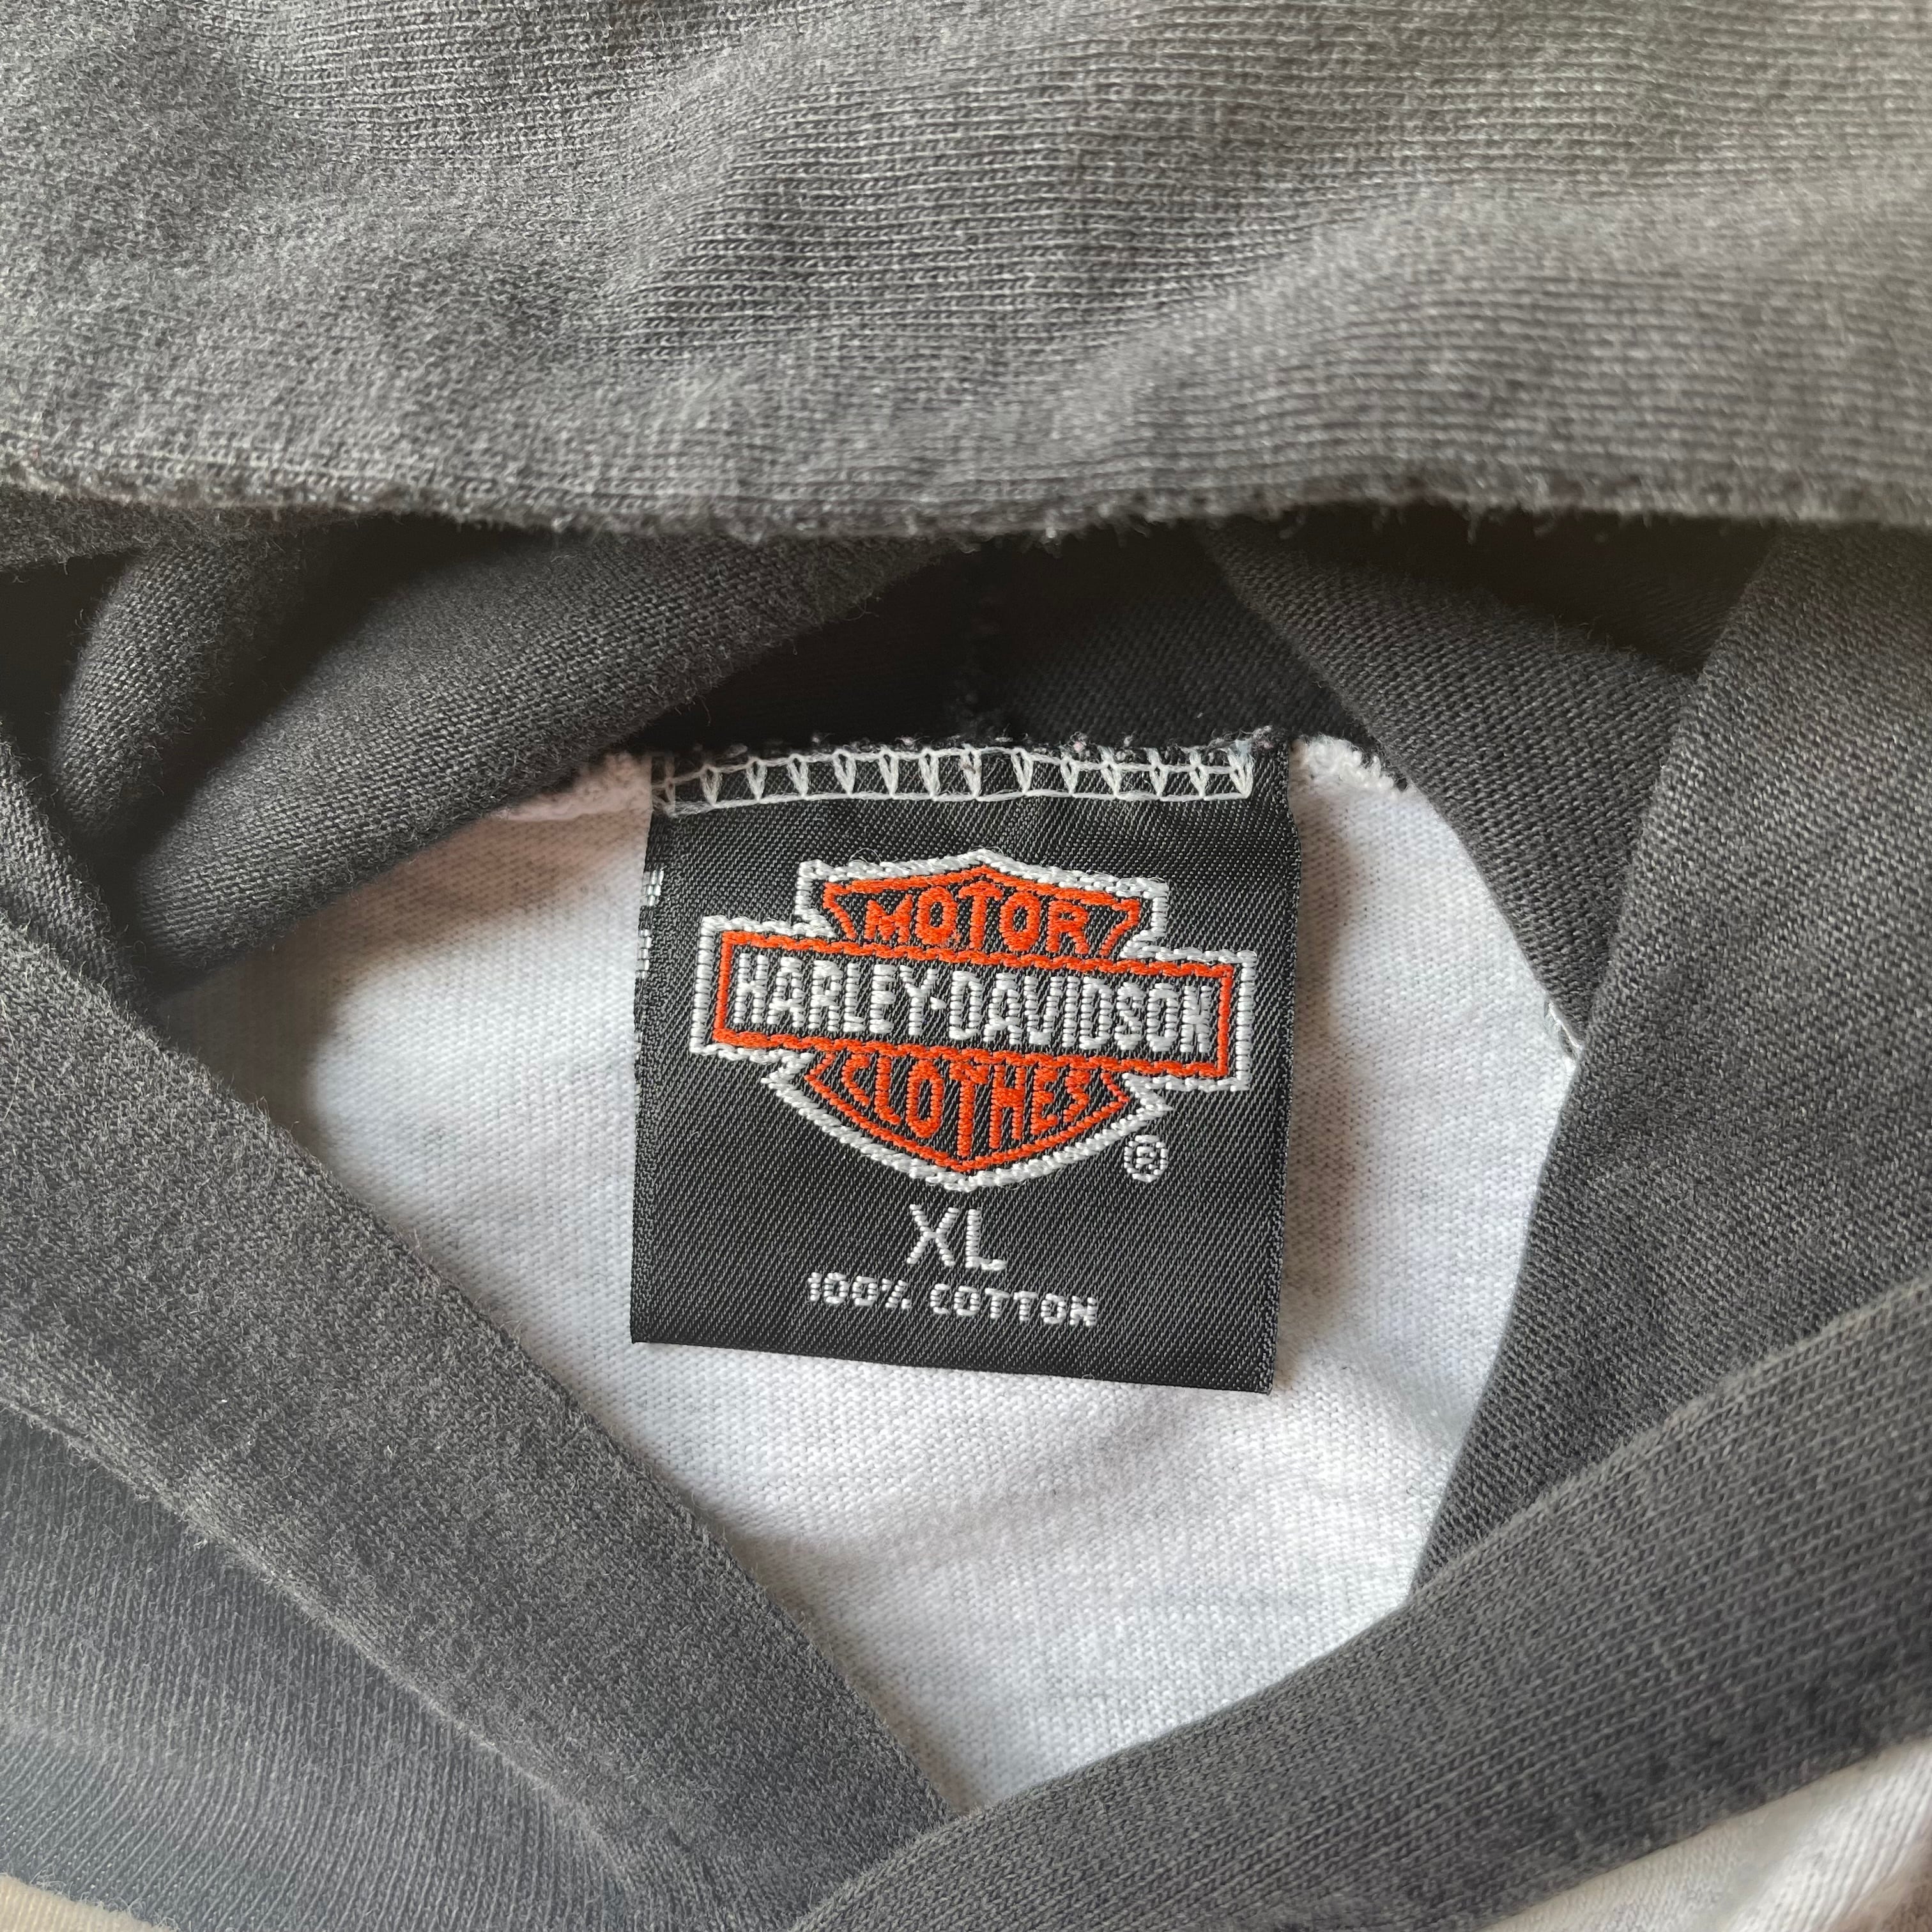 MOTOR
HARLEY-DAVIDSON
CLOTHES
®
XL
100% COTTON